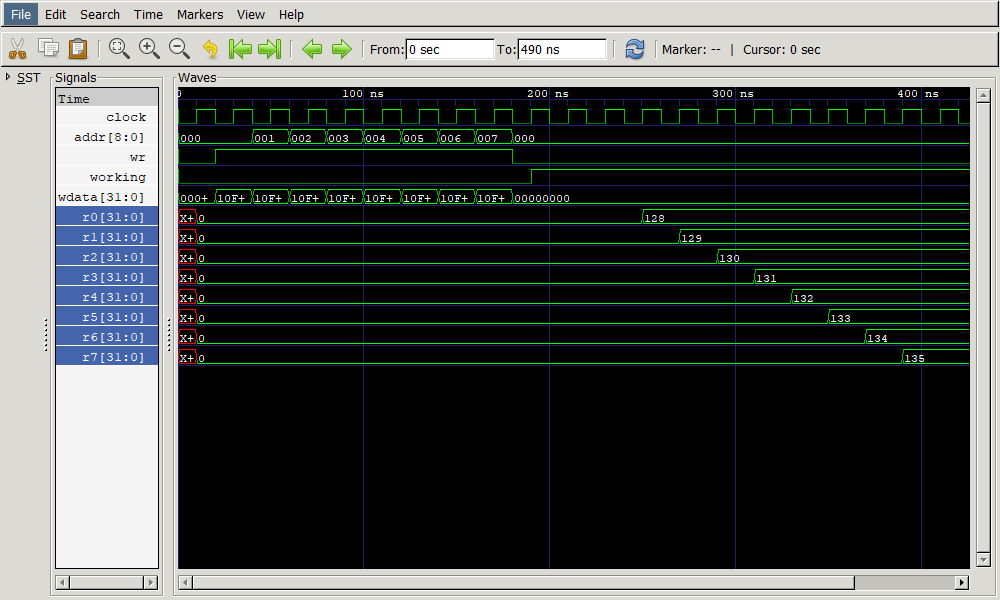 File Edit Search Time Markers View Help
From: 0 sec To: 490 ns Marker: -- | Cursor: 0 sec
SST Signals Waves
Time 0 100 ns 200 ns 300 ns 400 ns
clock
addr[8:0] 000 001 002 003 004 005 006 007 000
wr
working
wdata[31:0] 000+ 10F+ 10F+ 10F+ 10F+ 10F+ 10F+ 10F+ 10F+ 00000000
r0[31:0] X+ 0 128
r1[31:0] X+ 0 129
r2[31:0] X+ 0 130
r3[31:0] X+ 0 131
r4[31:0] X+ 0 132
r5[31:0] X+ 0 133
r6[31:0] X+ 0 134
r7[31:0] X+ 0 135